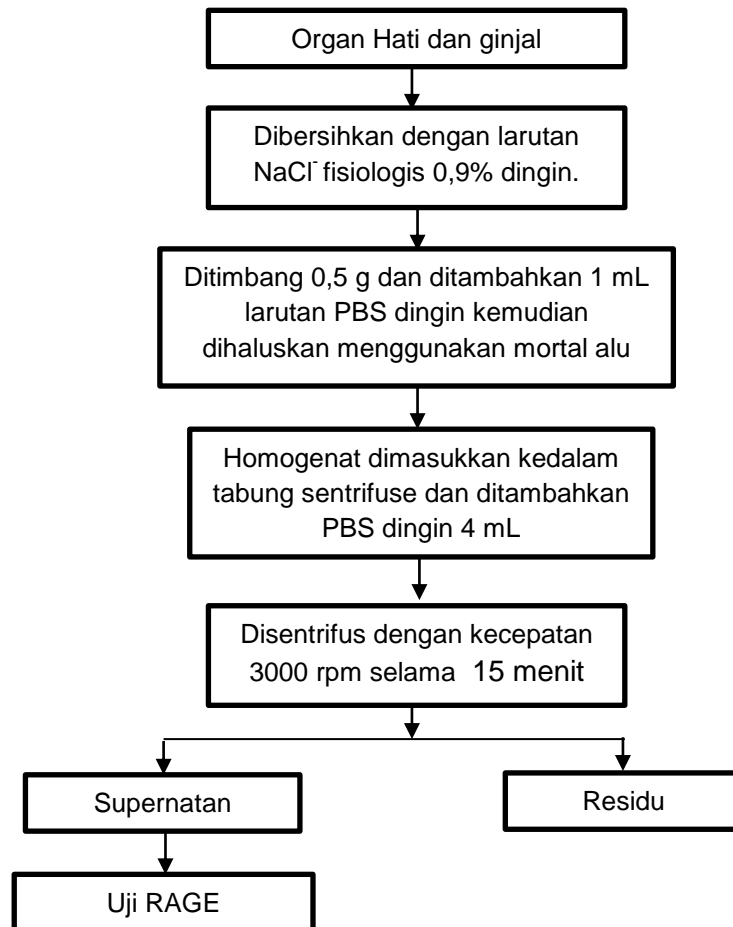 Organ Hati dan ginjal
Dibersihkan dengan larutan
NaCl⁻ fisiologis 0,9% dingin.
Ditimbang 0,5 g dan ditambahkan 1 mL
larutan PBS dingin kemudian
dihaluskan menggunakan mortal alu
Homogenat dimasukkan kedalam
tabung sentrifuse dan ditambahkan
PBS dingin 4 mL
Disentrifus dengan kecepatan
3000 rpm selama 15 menit
Supernatan
Residu
Uji RAGE